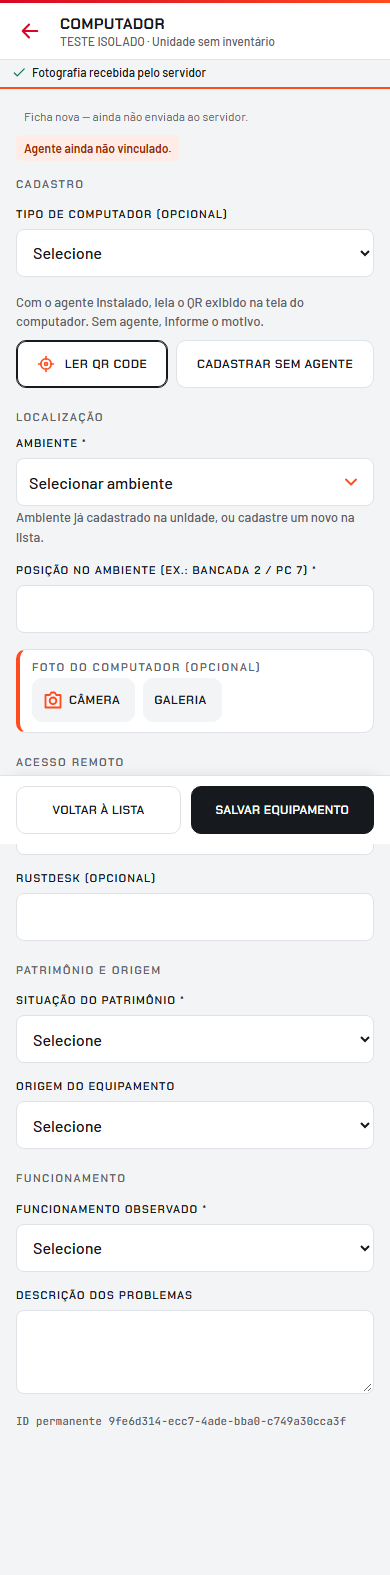 COMPUTADOR
TESTE ISOLADO · Unidade sem inventário
Fotografia recebida pelo servidor
Ficha nova — ainda não enviada ao servidor.
Agente ainda não vinculado.
CADASTRO
TIPO DE COMPUTADOR (OPCIONAL)
Selecione
Com o agente instalado, leia o QR exibido na tela do
computador. Sem agente, informe o motivo.
LER QR CODE
CADASTRAR SEM AGENTE
LOCALIZAÇÃO
AMBIENTE *
Selecionar ambiente
Ambiente já cadastrado na unidade, ou cadastre um novo na
lista.
POSIÇÃO NO AMBIENTE (EX.: BANCADA 2 / PC 7) *
FOTO DO COMPUTADOR (OPCIONAL)
CÂMERA
GALERIA
ACESSO REMOTO
VOLTAR À LISTA
SALVAR EQUIPAMENTO
RUSTDESK (OPCIONAL)
PATRIMÔNIO E ORIGEM
SITUAÇÃO DO PATRIMÔNIO *
Selecione
ORIGEM DO EQUIPAMENTO
Selecione
FUNCIONAMENTO
FUNCIONAMENTO OBSERVADO *
Selecione
DESCRIÇÃO DOS PROBLEMAS
ID permanente 9fe6d314-ecc7-4ade-bba0-c749a30cca3f